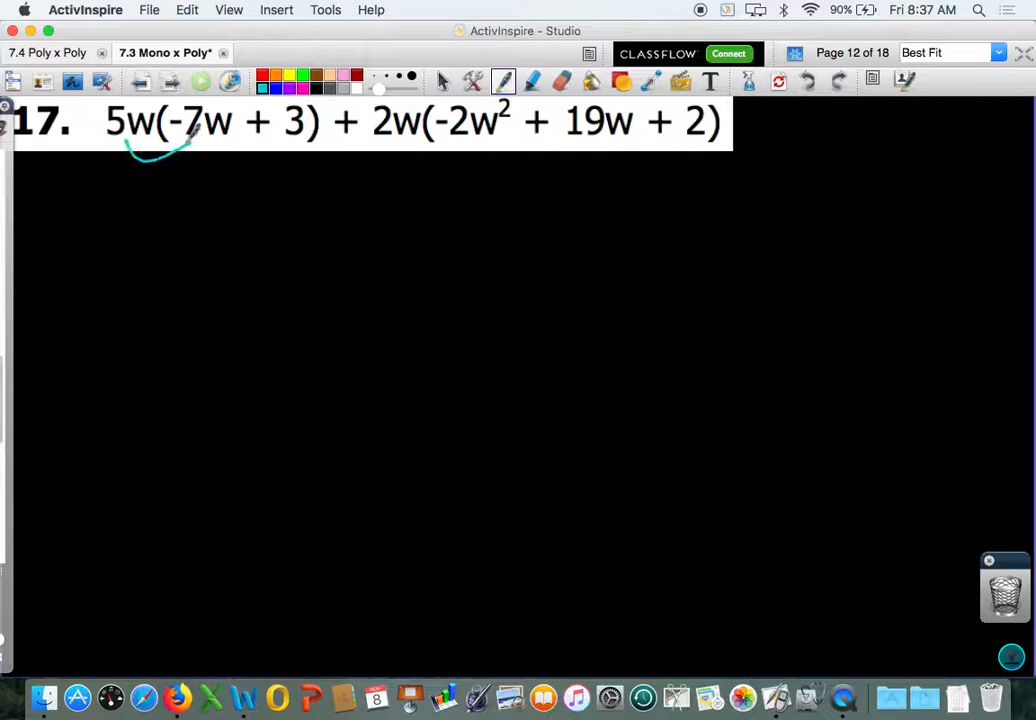 ActivInspire File Edit View Insert Tools Help 90% Fri 8:37 AM
ActivInspire - Studio
7.4 Poly x Poly 7.3 Mono x Poly* CLASSFLOW Connect Page 12 of 18 Best Fit
T
17. 5w(-7w + 3) + 2w(-2w² + 19w + 2)
NOV
8